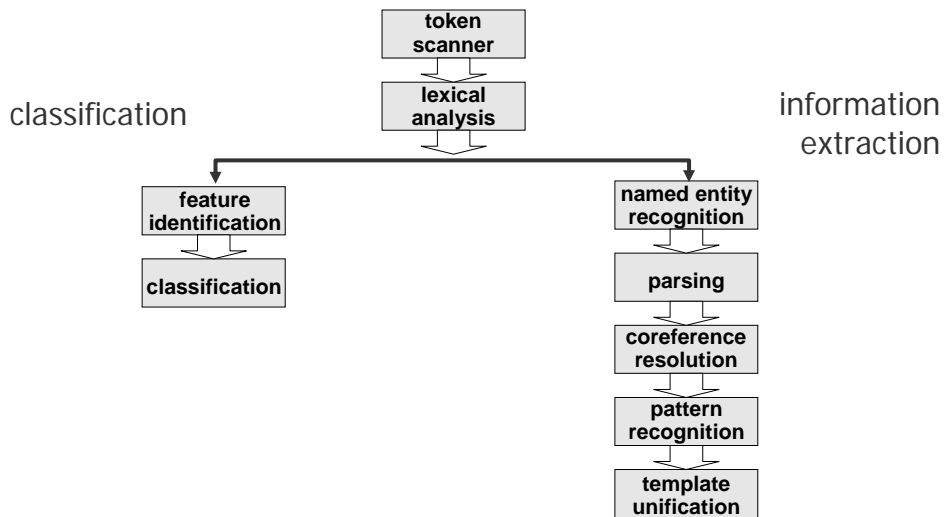 token
scanner
lexical
analysis
classification
information
extraction
feature
identification
classification
named entity
recognition
parsing
coreference
resolution
pattern
recognition
template
unification